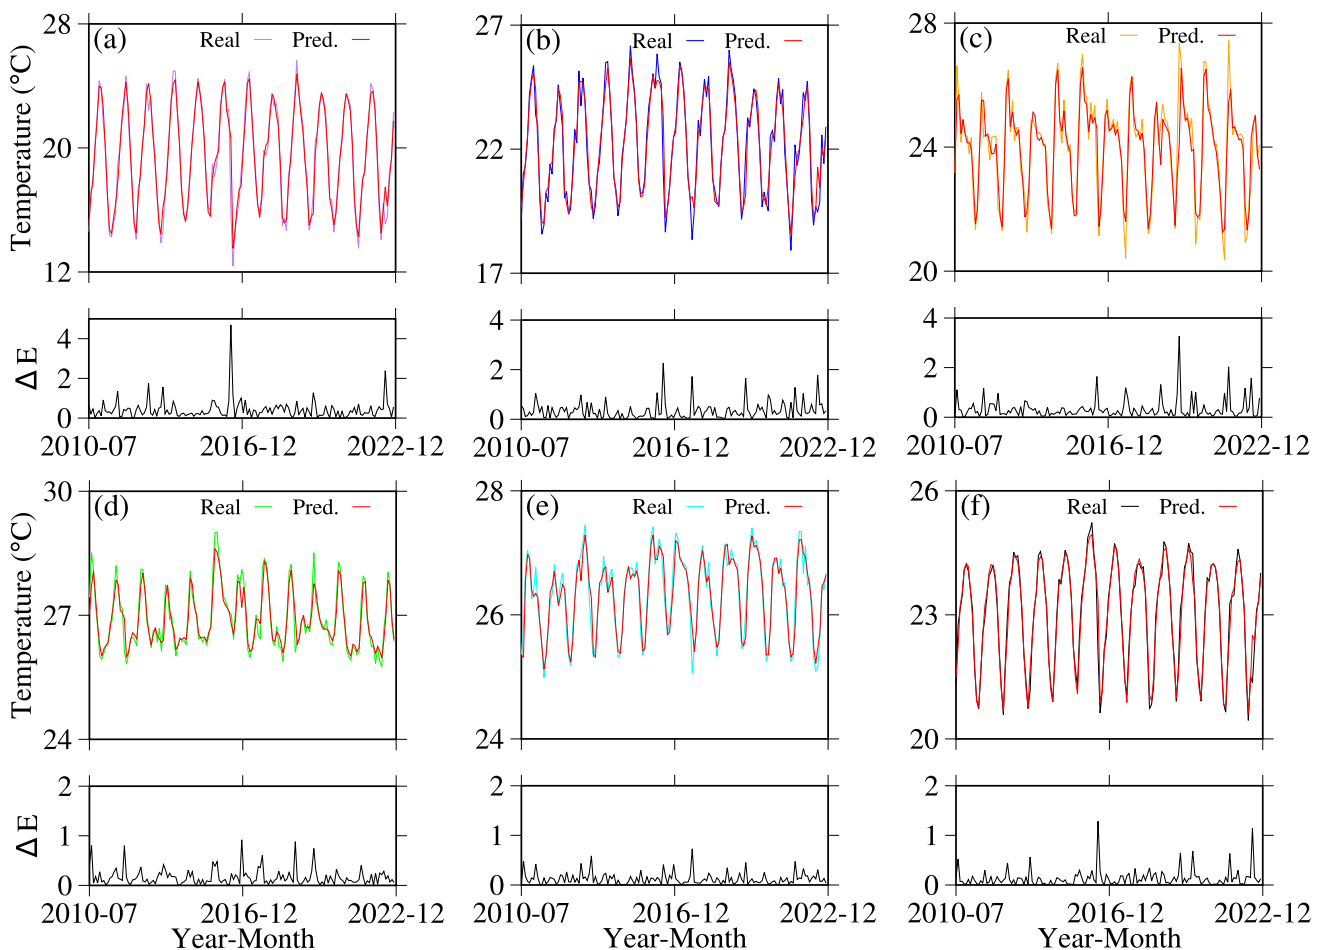 28
(a)
Real
Pred.
20
12
Temperature (°C)
27
(b)
Real
Pred.
22
17
28
(c)
Real
Pred.
24
20
4
2
0
ΔE
2010-07
2016-12
2022-12
4
2
0
2010-07
2016-12
2022-12
4
2
0
2010-07
2016-12
2022-12
30
(d)
Real
Pred.
27
24
Temperature (°C)
28
(e)
Real
Pred.
26
24
26
(f)
Real
Pred.
23
20
2
1
0
ΔE
2010-07
2016-12
2022-12
Year-Month
2
1
0
2010-07
2016-12
2022-12
Year-Month
2
1
0
2010-07
2016-12
2022-12
Year-Month